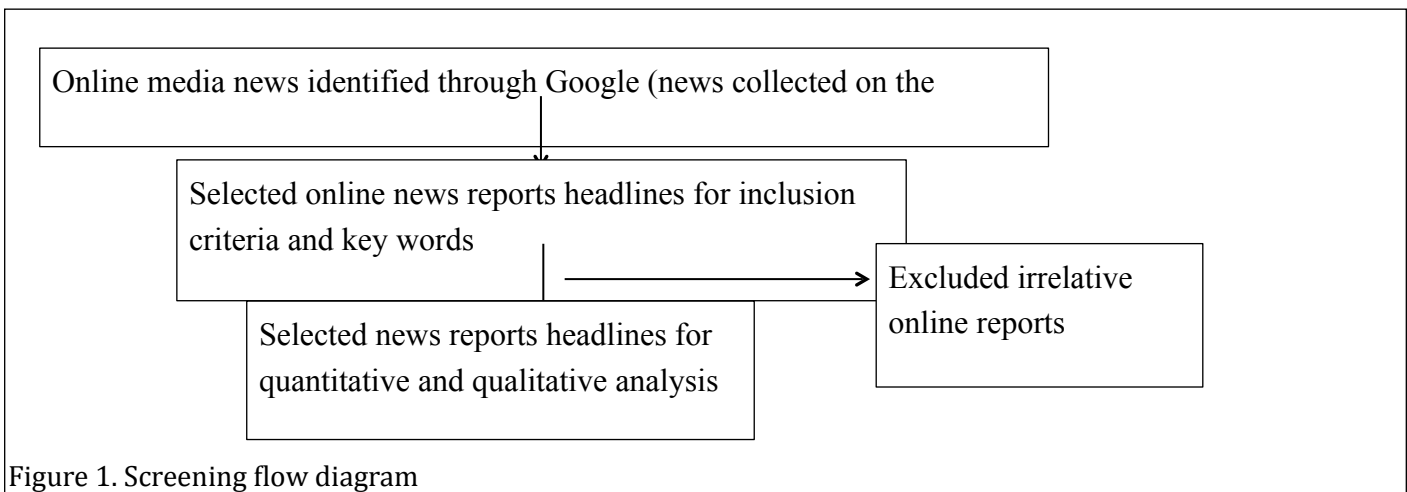 Online media news identified through Google (news collected on the
Selected online news reports headlines for inclusion
criteria and key words
Excluded irrelative
online reports
Selected news reports headlines for
quantitative and qualitative analysis
Figure 1. Screening flow diagram